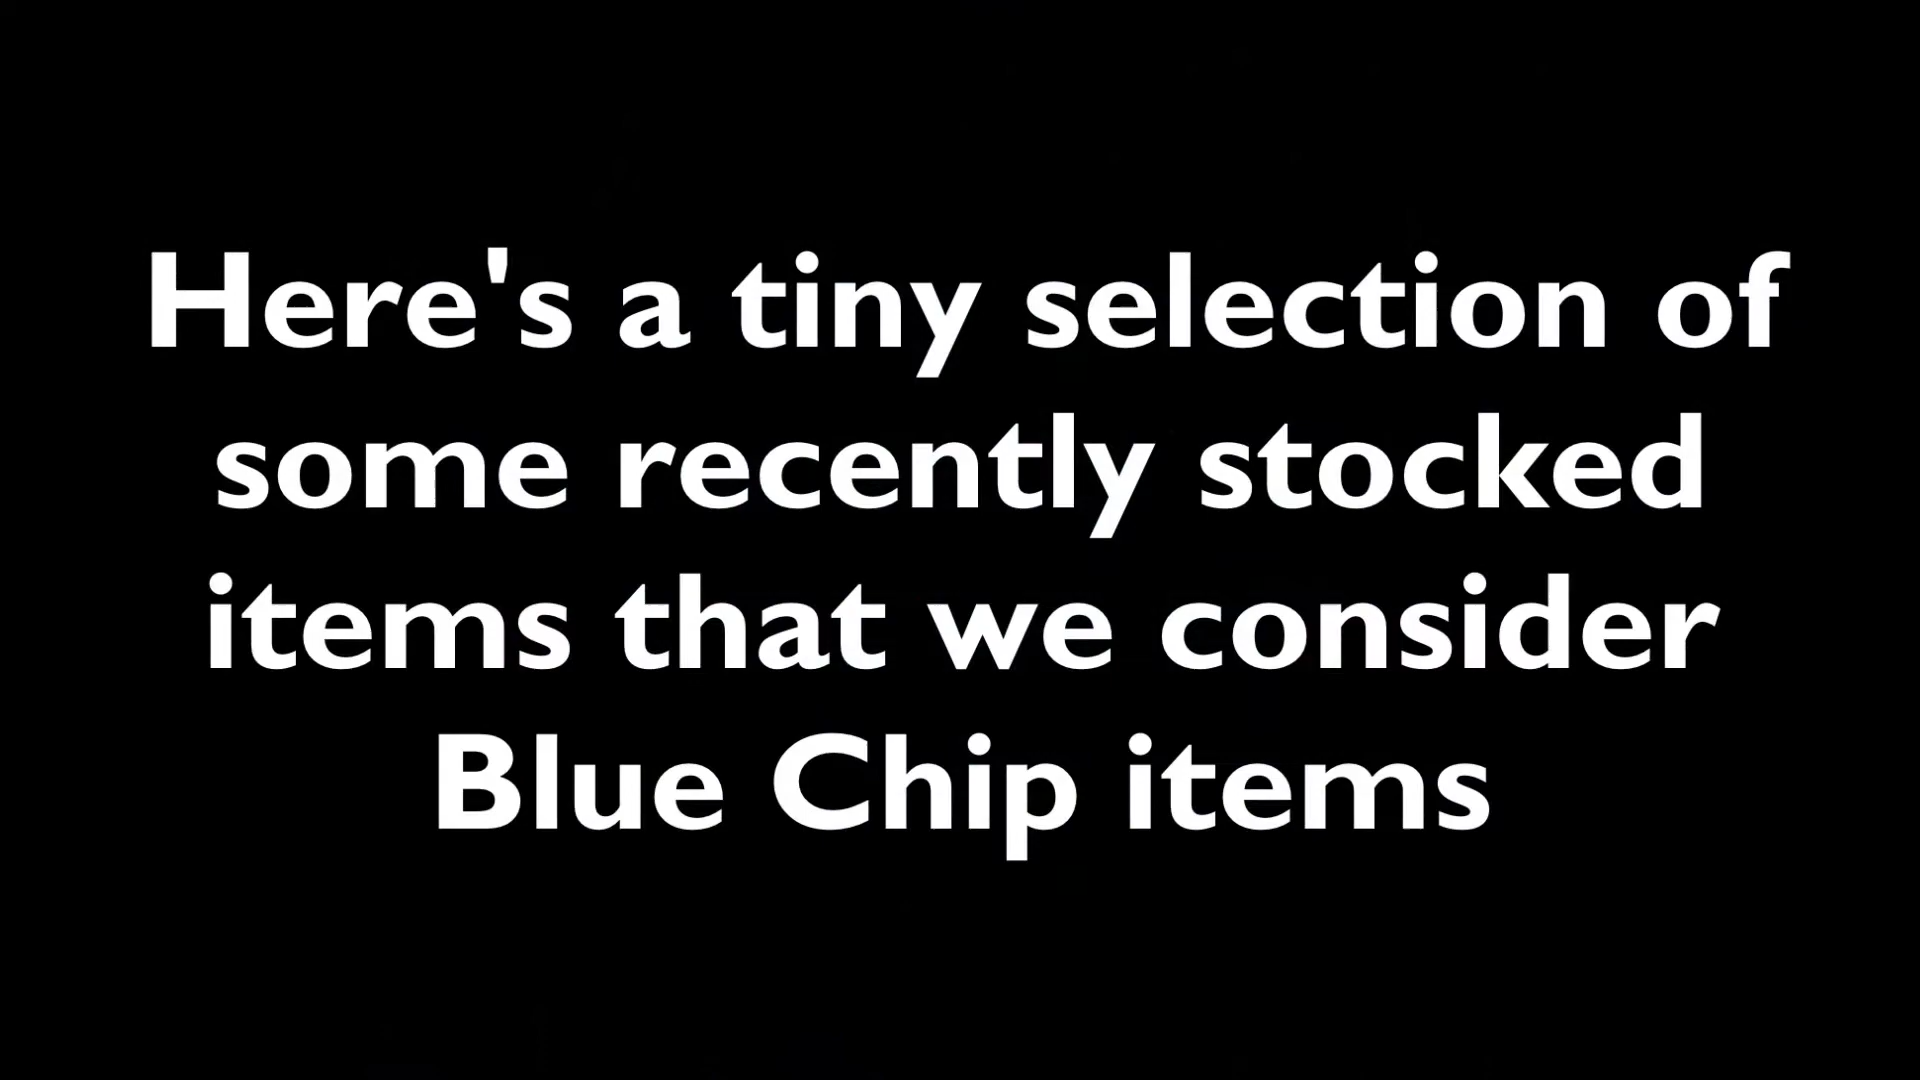 Here's a tiny selection of
some recently stocked
items that we consider
Blue Chip items